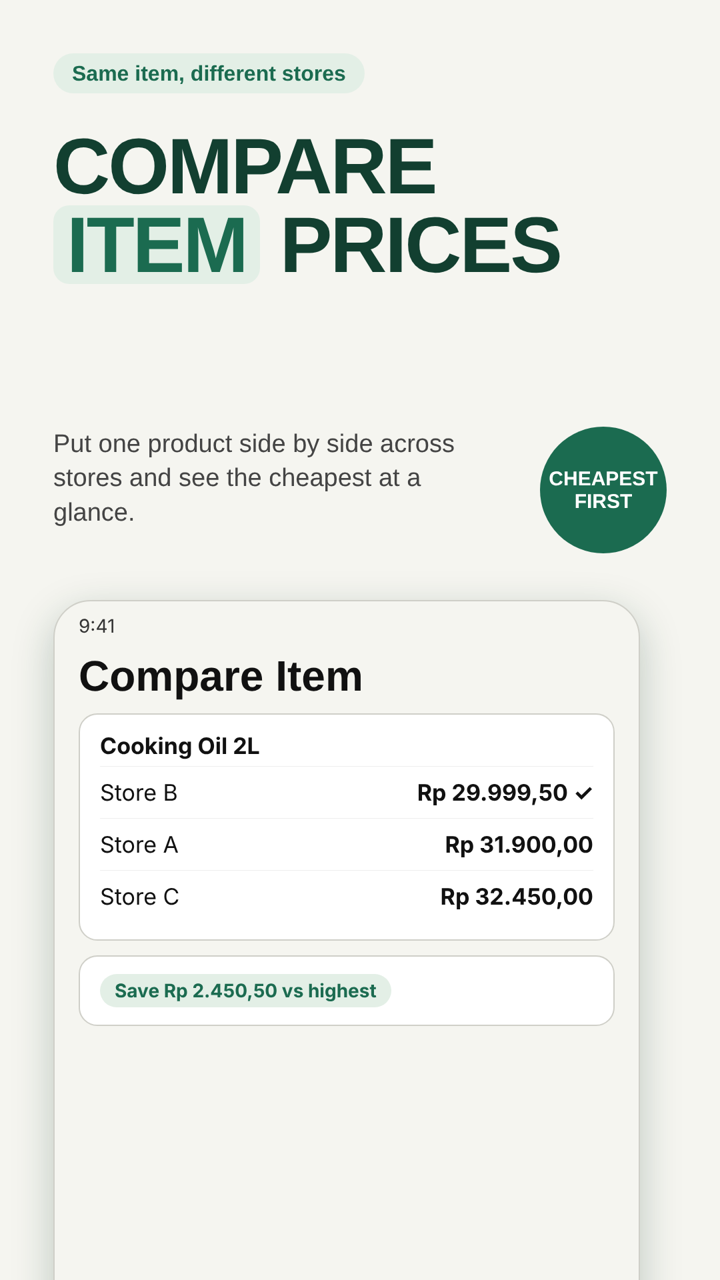 Same item, different stores
COMPARE
ITEM PRICES
Put one product side by side across
stores and see the cheapest at a
glance.
CHEAPEST
FIRST
9:41
Compare Item
Cooking Oil 2L
Store B Rp 29.999,50 ✓
Store A Rp 31.900,00
Store C Rp 32.450,00
Save Rp 2.450,50 vs highest